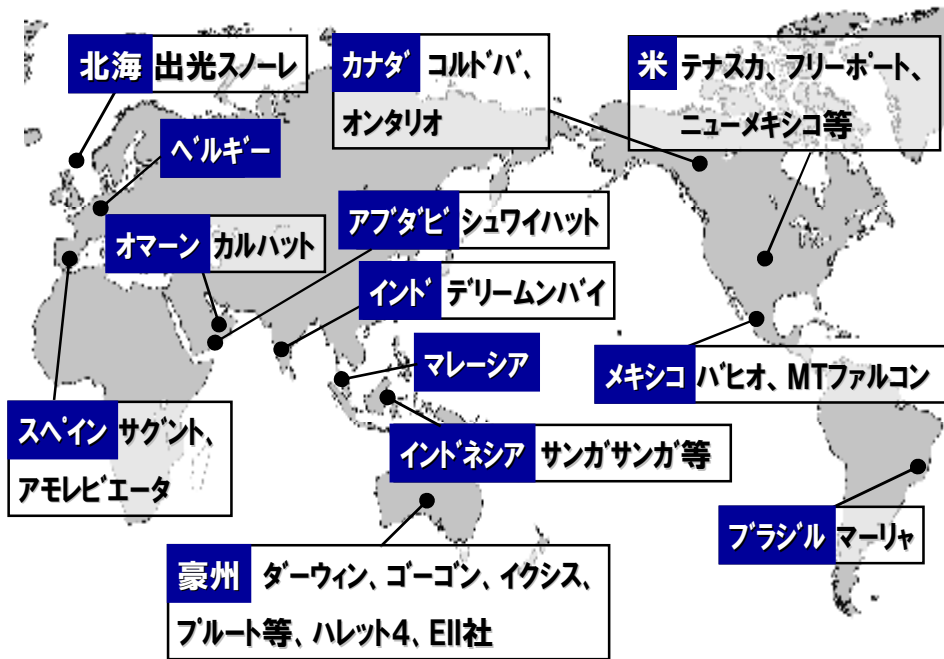 北海 出光スノーレ
カナダ コルドバ、
オンタリオ
米 テナスカ、フリーポート、
ニューメキシコ等
ベルギー
アブダビ シュワイハット
オマーン カルハット
インド デリームンバイ
マレーシア
メキシコ バヒオ、MTファルコン
スペイン サグント、
アモレビエータ
インドネシア サンガサンガ等
ブラジル マーリャ
豪州 ダーウィン、ゴーゴン、イクシス、
プルート等、ハレット4、EII社